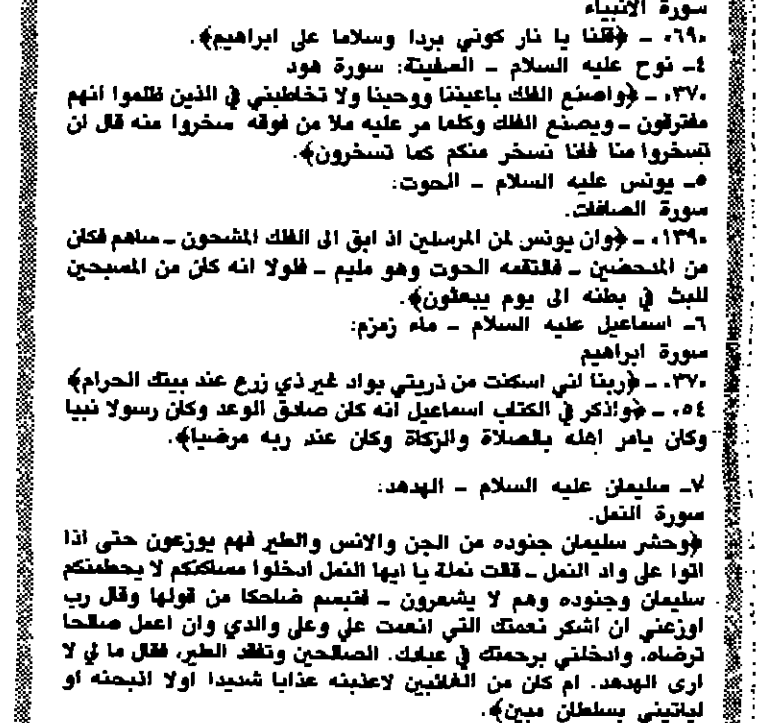 سورة الانبياء
«٦٩» ـ ﴿قلنا يا نار كوني بردا وسلاما على ابراهيم﴾.
٤ـ نوح عليه السلام ـ السفينة: سورة هود
«٣٧» ـ ﴿واصنع الفلك باعيننا ووحينا ولا تخاطبني في الذين ظلموا انهم
مغترقون ـ ويصنع الفلك وكلما مر عليه ملا من قومه سخروا منه قال ان
تسخروا منا فانا نسخر منكم كما تسخرون﴾.
٥ـ يونس عليه السلام ـ الحوت:
سورة الصافات.
«١٣٩» ـ ﴿وان يونس لمن المرسلين اذ ابق الى الفلك المشحون ـ ساهم فكان
من المدحضين ـ فالتقمه الحوت وهو مليم ـ فلولا انه كان من المسبحين
للبث في بطنه الى يوم يبعثون﴾.
٦ـ اسماعيل عليه السلام ـ ماء زمزم:
سورة ابراهيم
«٣٧» ـ ﴿ربنا اني اسكنت من ذريتي بواد غير ذي زرع عند بيتك الحرام﴾
«٥٤» ـ ﴿واذكر في الكتاب اسماعيل انه كان صادق الوعد وكان رسولا نبيا
وكان يامر اهله بالصلاة والزكاة وكان عند ربه مرضيا﴾.
٧ـ سليمان عليه السلام ـ الهدهد:
سورة النمل.
﴿وحشر سليمان جنوده من الجن والانس والطير فهم يوزعون حتى اذا
اتوا على واد النمل ـ قالت نملة يا ايها النمل ادخلوا مساكنكم لا يحطمنكم
سليمان وجنوده وهم لا يشعرون ـ فتبسم ضاحكا من قولها وقال رب
اوزعني ان اشكر نعمتك التي انعمت علي وعلى والدي وان اعمل صالحا
ترضاه، وادخلني برحمتك في عبادك. الصالحين وتفقد الطير، فقال ما لي لا
ارى الهدهد. ام كان من الغائبين لاعذبنه عذابا شديدا اولا اذبحنه او
لياتيني بسلطان مبين﴾.